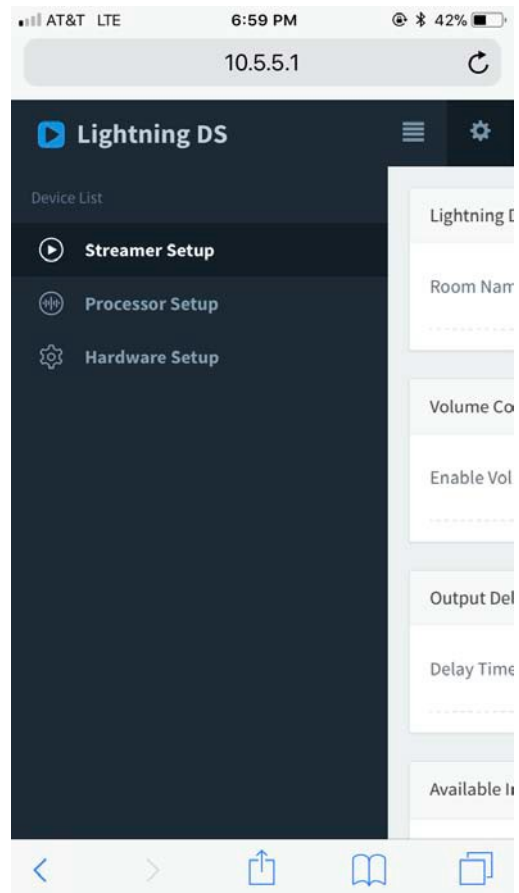 AT&T LTE 6:59 PM 42%
10.5.5.1
Lightning DS
Device List
Streamer Setup
Processor Setup
Hardware Setup
Lightning D
Room Nam
Volume Co
Enable Vol
Output Del
Delay Time
Available I